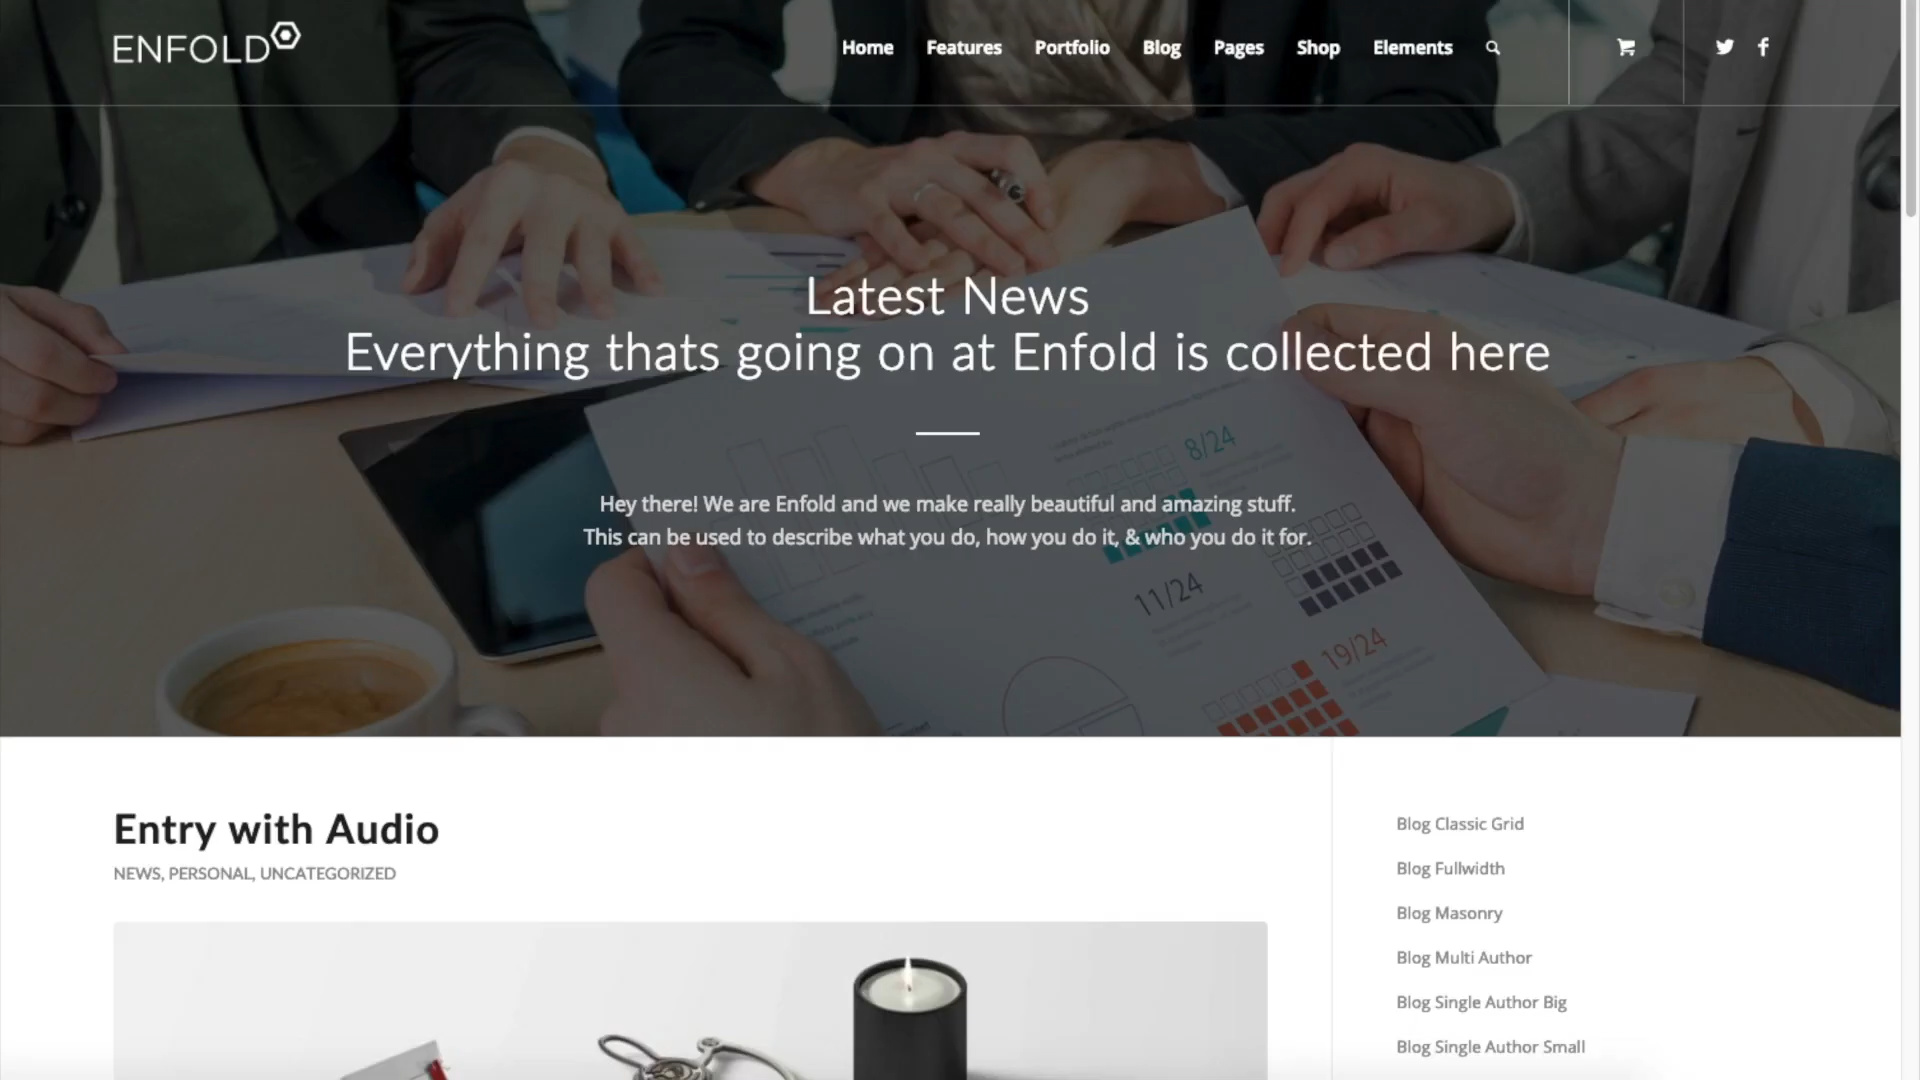 ENFOLD
Home Features Portfolio Blog Pages Shop Elements
Latest News
Everything thats going on at Enfold is collected here
8/24
Hey there! We are Enfold and we make really beautiful and amazing stuff.
This can be used to describe what you do, how you do it, & who you do it for.
11/24
19/24
Entry with Audio
NEWS, PERSONAL, UNCATEGORIZED
Blog Classic Grid
Blog Fullwidth
Blog Masonry
Blog Multi Author
Blog Single Author Big
Blog Single Author Small